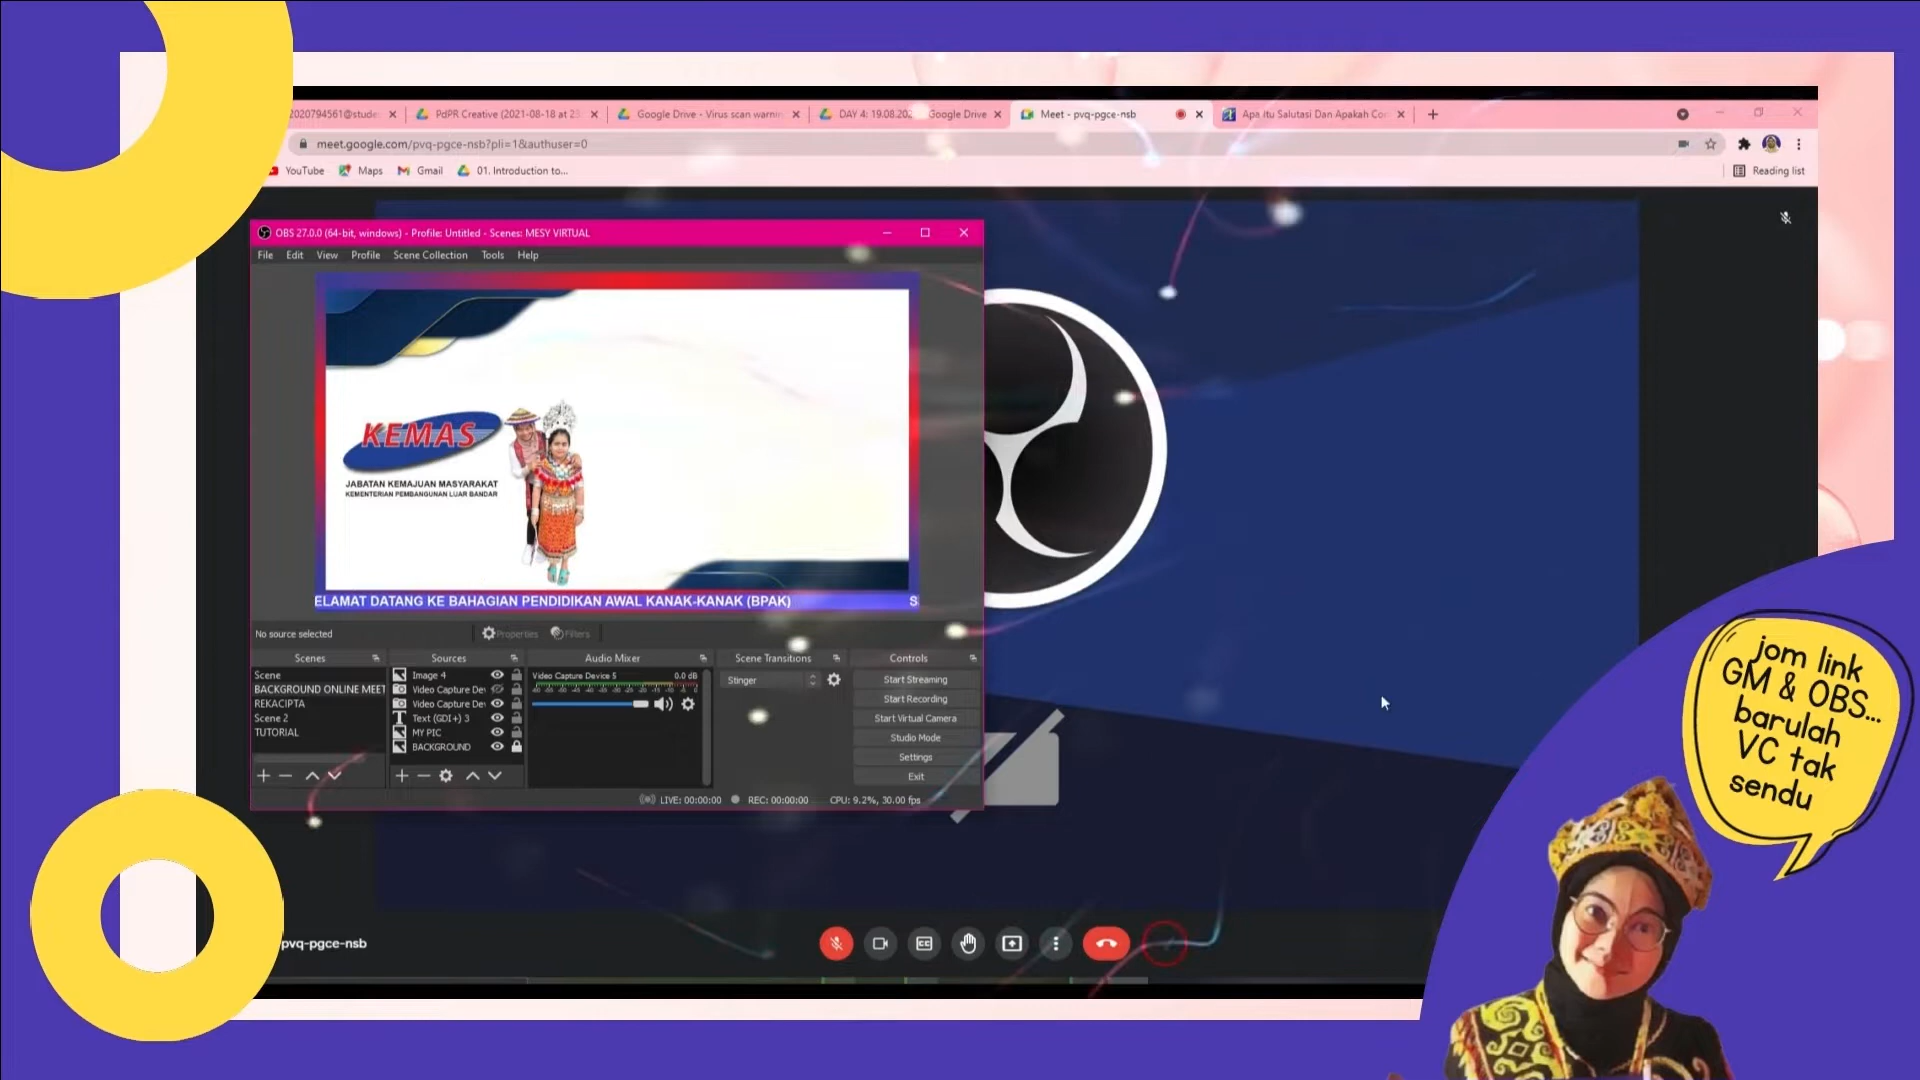 2020794561@stude
PdPR Creative (2021-08-18 at 23
Google Drive - Virus scan warnin
DAY 4: 19.08.202
Google Drive
Meet - pvq-pgce-nsb
Apa Itu Salutasi Dan Apakah Co
meet.google.com/pvq-pgce-nsb?pli=1&authuser=0
YouTube
Maps
Gmail
01. Introduction to...
Reading list
OBS 27.0.0 (64-bit, windows) - Profile: Untitled - Scenes: MESY VIRTUAL
File Edit View Profile Scene Collection Tools Help
KEMAS
JABATAN KEMAJUAN MASYARAKAT
KEMENTERIAN PEMBANGUNAN LUAR BANDAR
ELAMAT DATANG KE BAHAGIAN PENDIDIKAN AWAL KANAK-KANAK (BPAK) S
No source selected
Properties
Filters
Scenes
Scene
BACKGROUND ONLINE MEET
REKACIPTA
Scene 2
TUTORIAL
Sources
Image 4
Video Capture Dev
Video Capture Dev
Text (GDI+) 3
MY PIC
BACKGROUND
Audio Mixer
Video Capture Device 5 0.0 dB
Scene Transitions
Stinger
Controls
Start Streaming
Start Recording
Start Virtual Camera
Studio Mode
Settings
Exit
LIVE: 00:00:00
REC: 00:00:00
CPU: 9.2%, 30.00 fps
pvq-pgce-nsb
jom link
GM & OBS...
barulah
VC tak
sendu